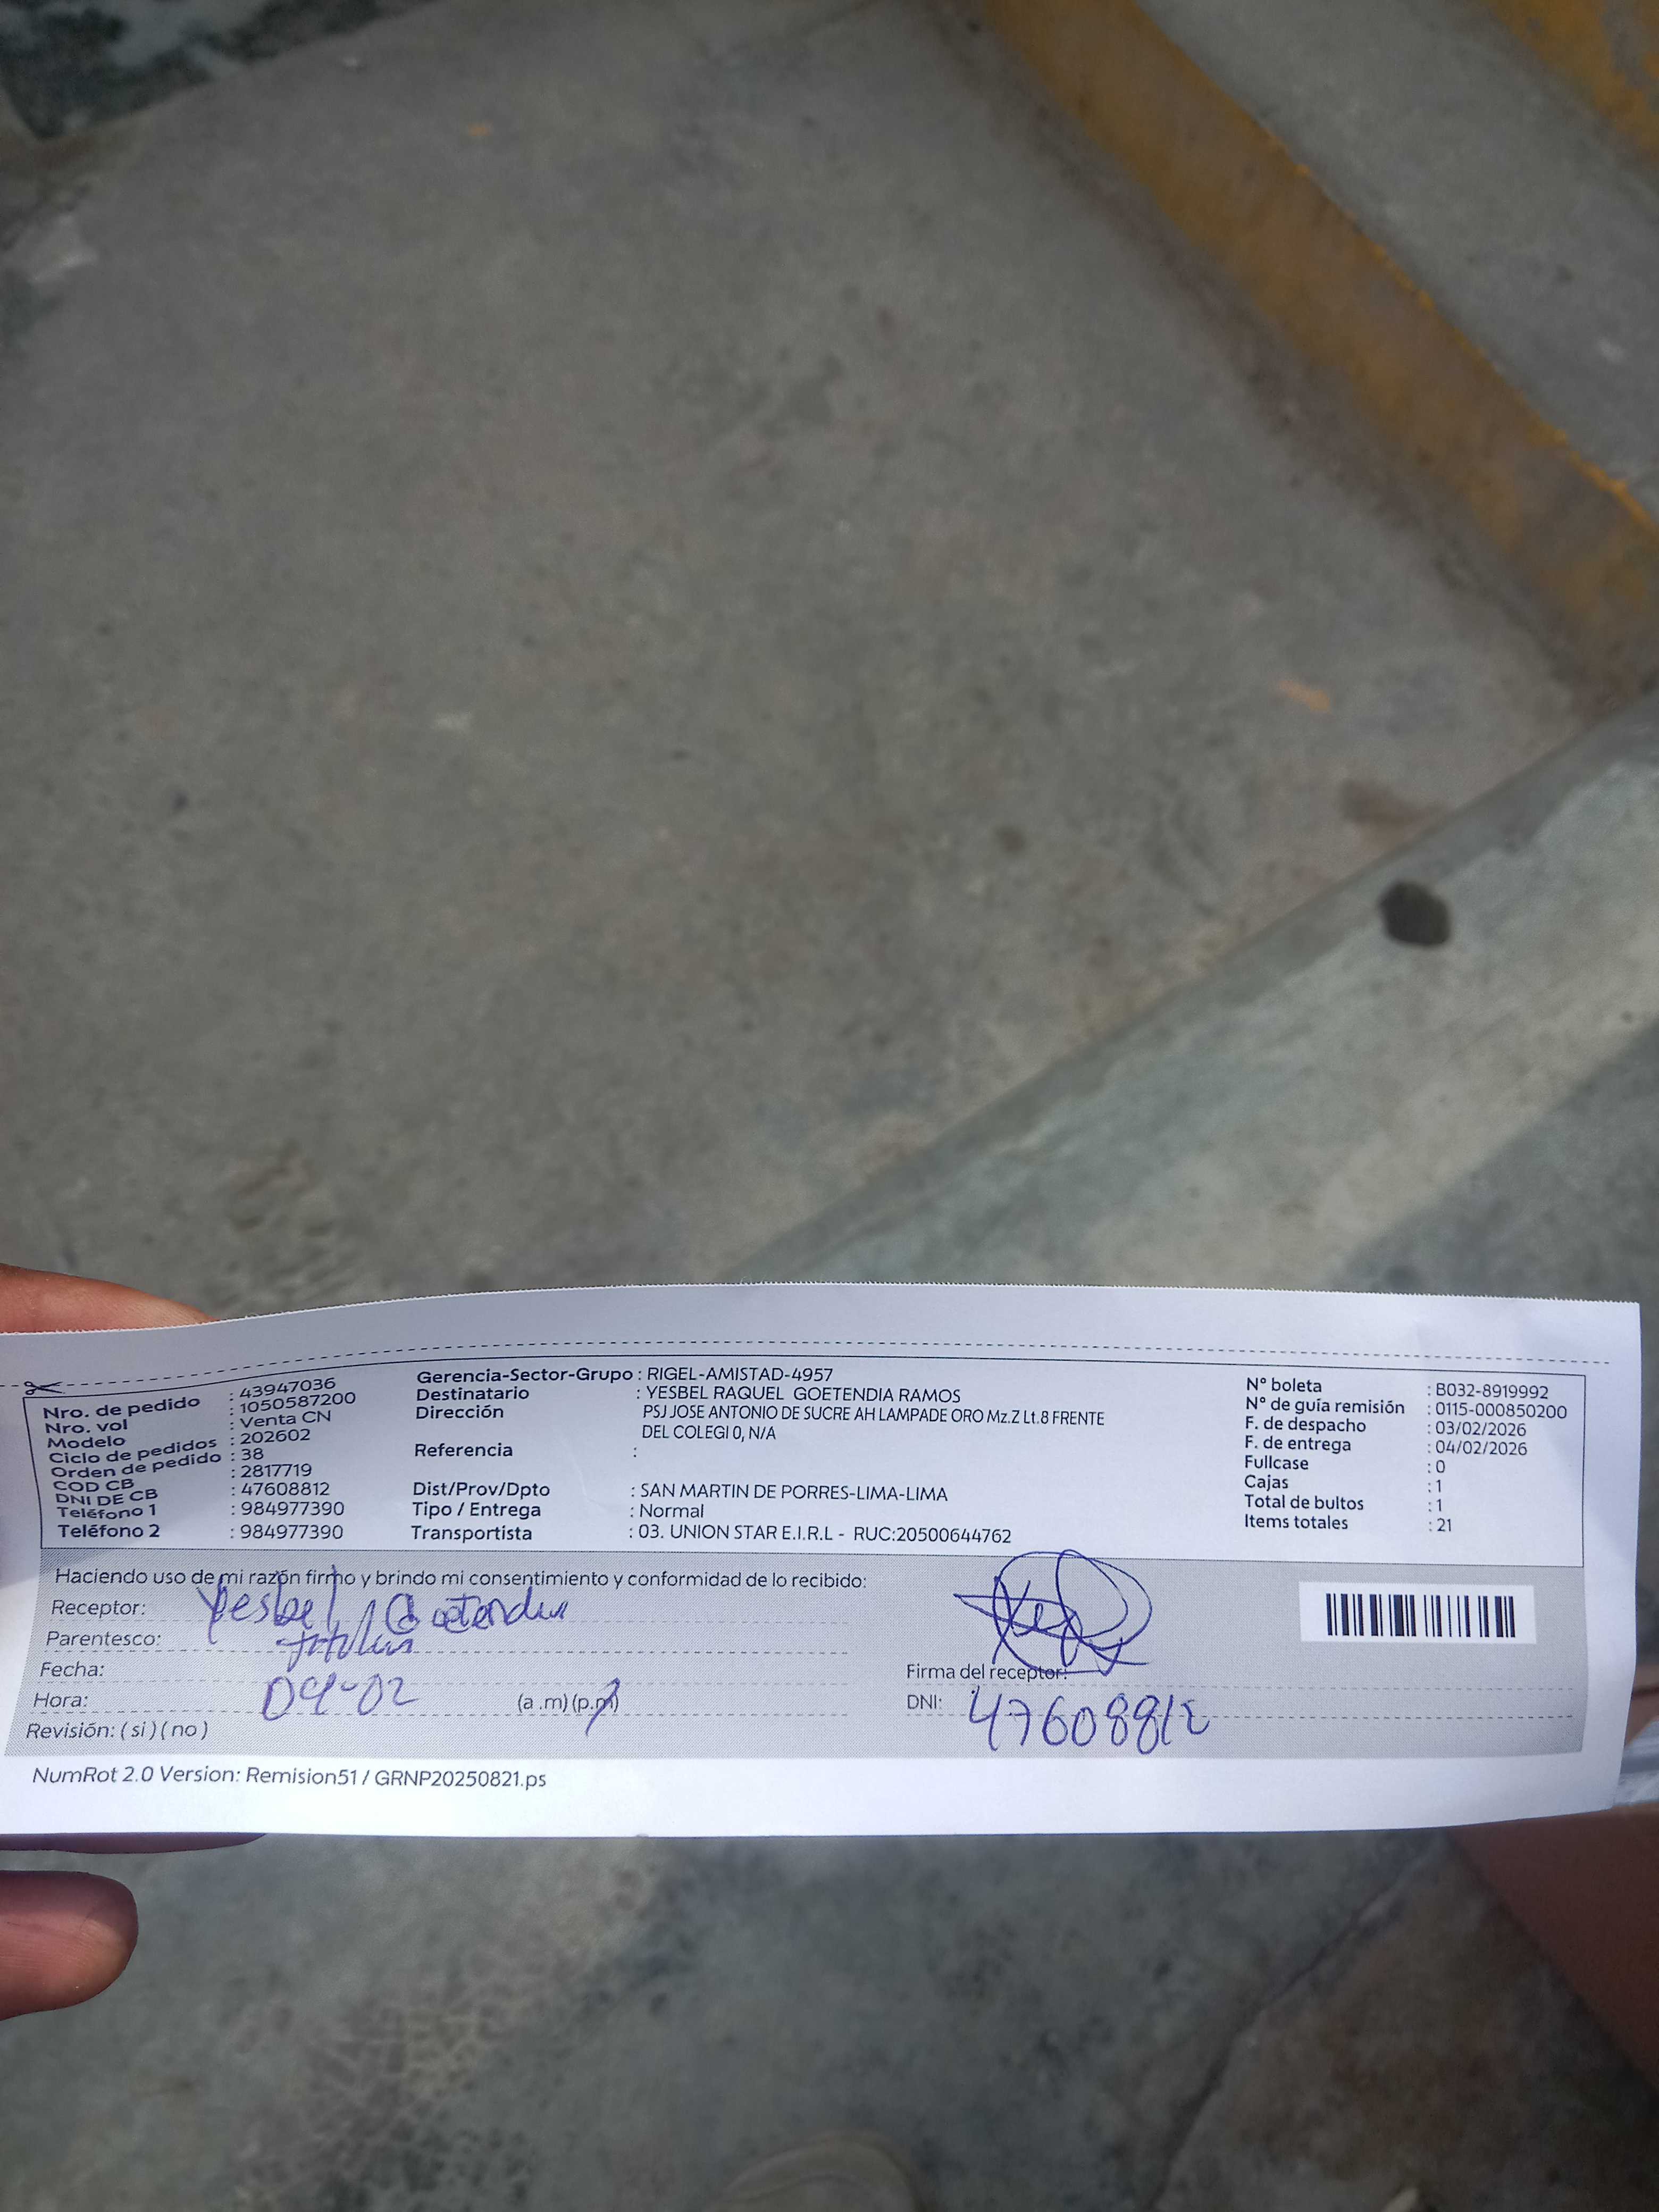 Nro. de pedido : 43947036
Nro. vol : 1050587200
Modelo : Venta CN
Ciclo de pedidos : 202602
Orden de pedido : 38
COD CB : 2817719
DNI DE CB : 47608812
Teléfono 1 : 984977390
Teléfono 2 : 984977390
Gerencia-Sector-Grupo : RIGEL-AMISTAD-4957
Destinatario : YESBEL RAQUEL GOETENDIA RAMOS
Dirección PSJ JOSE ANTONIO DE SUCRE AH LAMPADE ORO Mz.Z Lt.8 FRENTE
DEL COLEGI 0, N/A
Referencia :
Dist/Prov/Dpto : SAN MARTIN DE PORRES-LIMA-LIMA
Tipo / Entrega : Normal
Transportista : 03. UNION STAR E.I.R.L - RUC:20500644762
N° boleta : B032-8919992
N° de guia remisión : 0115-000850200
F. de despacho : 03/02/2026
F. de entrega : 04/02/2026
Fullcase : 0
Cajas : 1
Total de bultos : 1
Items totales : 21
Haciendo uso de mi razón firmo y brindo mi consentimiento y conformidad de lo recibido:
Receptor: Yesbel Goetendia
Parentesco: titular
Fecha:
Hora: 04-02 (a .m) (p.m)
Revisión: ( si ) ( no )
Firma del receptor:
DNI: 47608812
NumRot 2.0 Version: Remision51 / GRNP20250821.ps